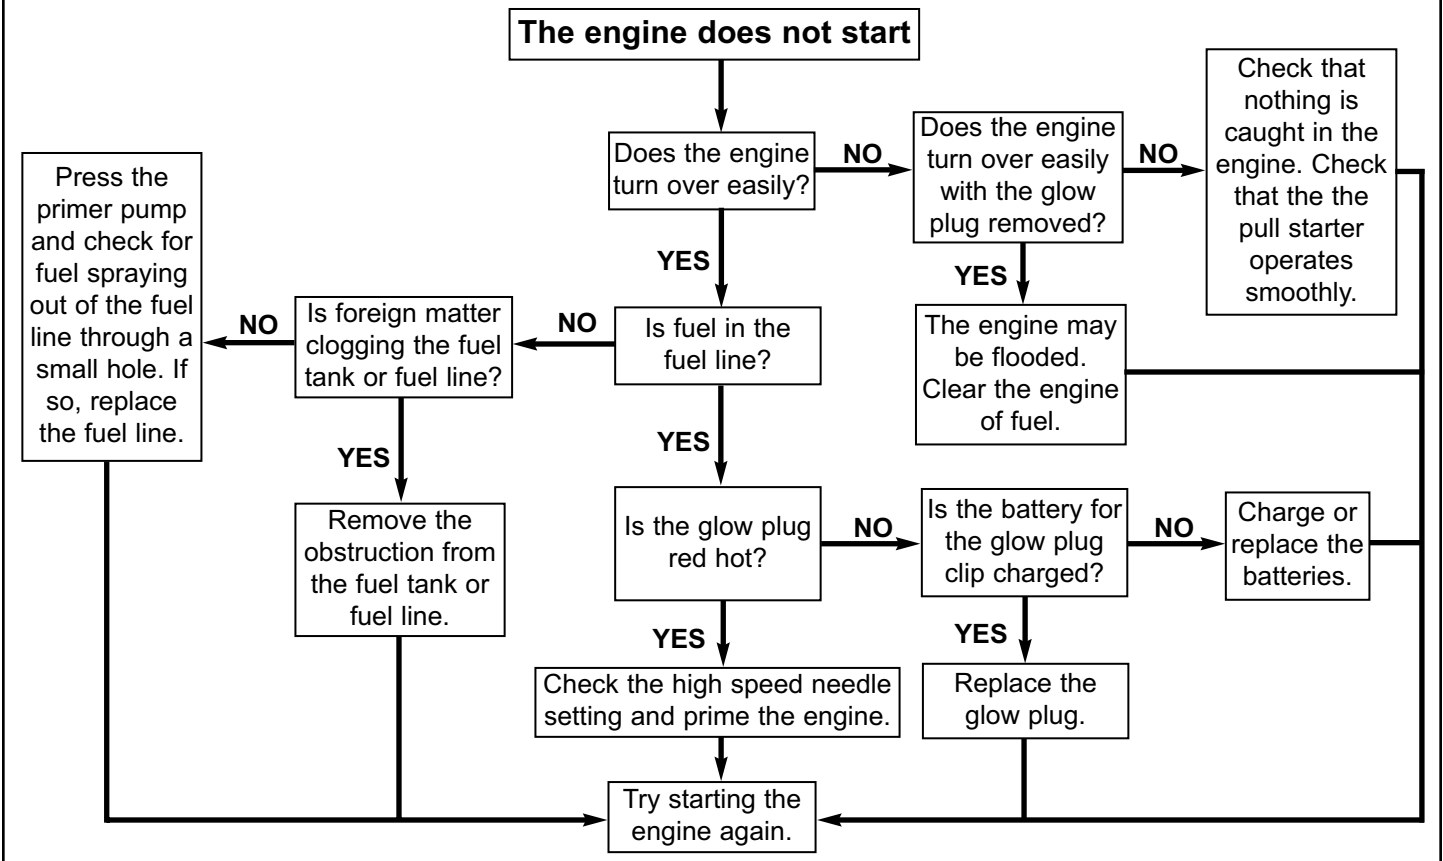 The engine does not start
Does the engine
turn over easily?
NO
Does the engine
turn over easily
with the glow
plug removed?
NO
Check that
nothing is
caught in the
engine. Check
that the the
pull starter
operates
smoothly.
YES
The engine may
be flooded.
Clear the engine
of fuel.
YES
Is fuel in the
fuel line?
NO
Is foreign matter
clogging the fuel
tank or fuel line?
NO
Press the
primer pump
and check for
fuel spraying
out of the fuel
line through a
small hole. If
so, replace
the fuel line.
YES
Remove the
obstruction from
the fuel tank or
fuel line.
YES
Is the glow plug
red hot?
NO
Is the battery for
the glow plug
clip charged?
NO
Charge or
replace the
batteries.
YES
Replace the
glow plug.
YES
Check the high speed needle
setting and prime the engine.
Try starting the
engine again.